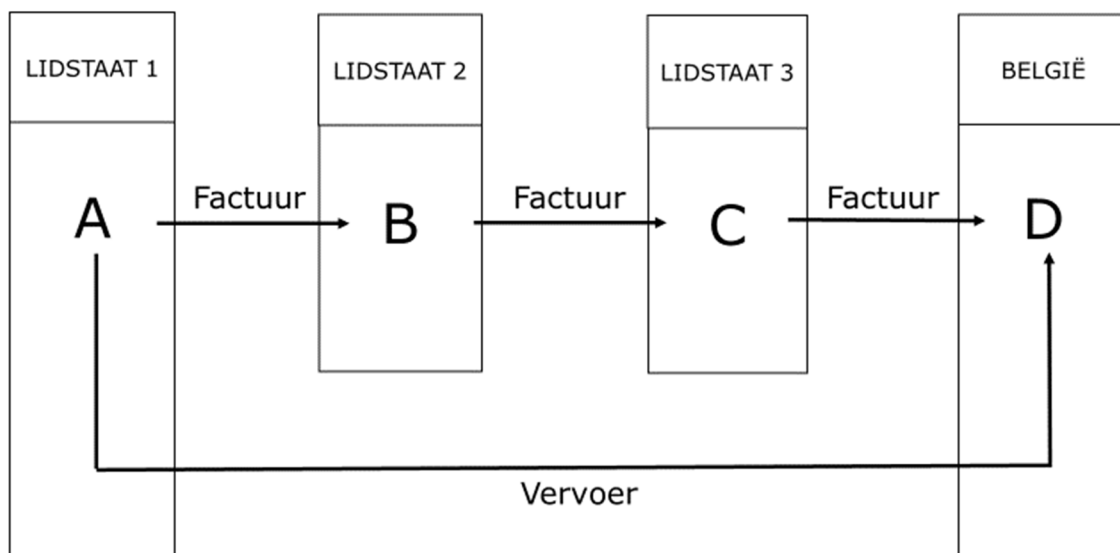 LIDSTAAT 1
LIDSTAAT 2
LIDSTAAT 3
BELGIË
Factuur
Factuur
Factuur
A
B
C
D
Vervoer